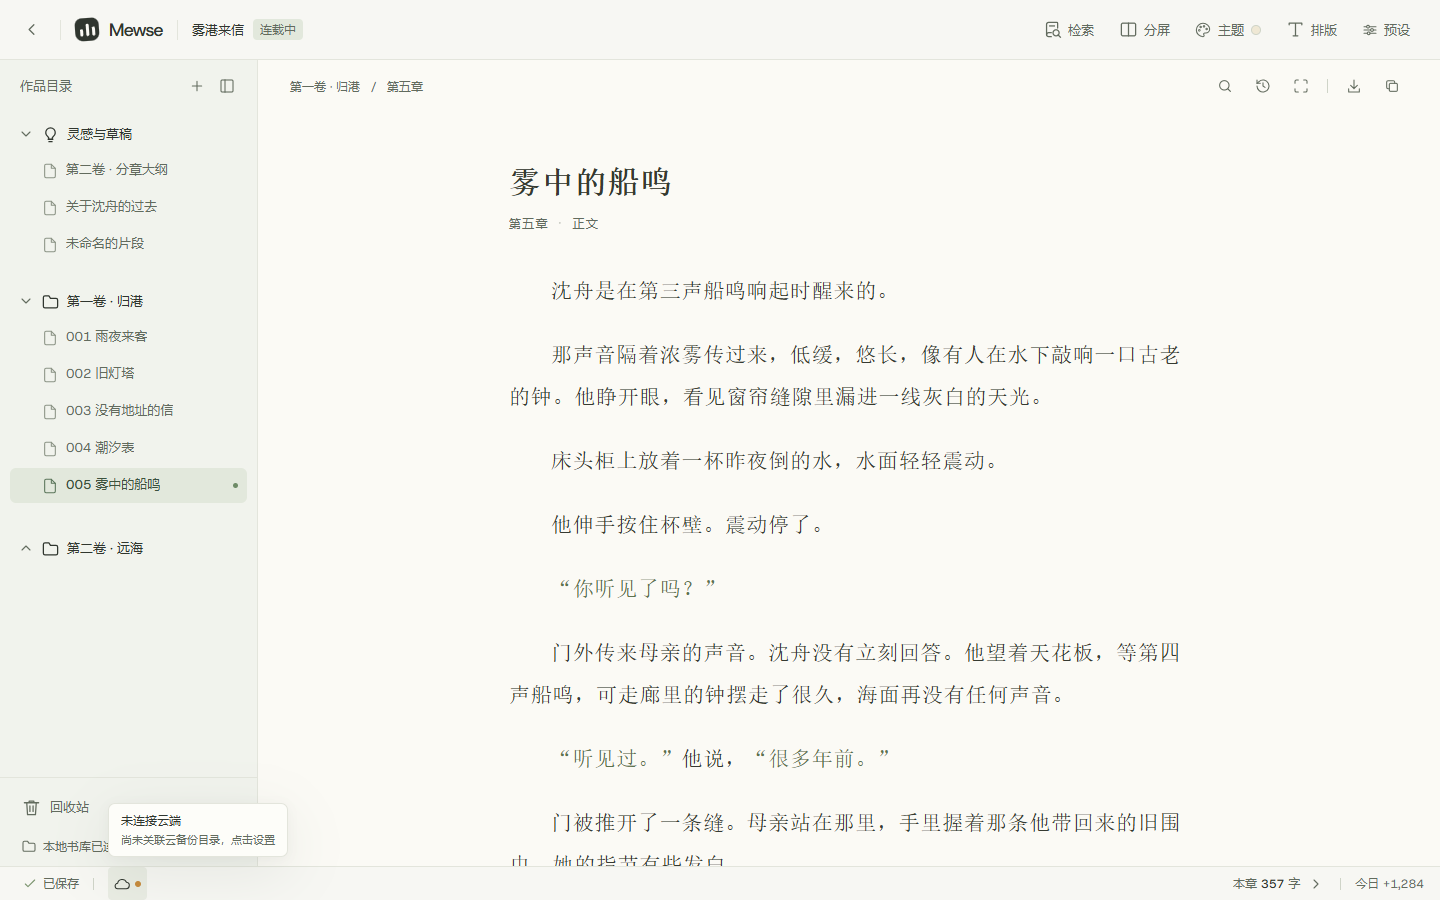 Mewse
雾港来信
连载中
检索
分屏
主题
排版
预设
作品目录
灵感与草稿
第二卷 · 分章大纲
关于沈舟的过去
未命名的片段
第一卷 · 归港
001 雨夜来客
002 旧灯塔
003 没有地址的信
004 潮汐表
005 雾中的船鸣
第二卷 · 远海
回收站
本地书库已
未连接云端
尚未关联云备份目录，点击设置
已保存
第一卷 · 归港 / 第五章
雾中的船鸣
第五章 · 正文
沈舟是在第三声船鸣响起时醒来的。
那声音隔着浓雾传过来，低缓，悠长，像有人在水下敲响一口古老
的钟。他睁开眼，看见窗帘缝隙里漏进一线灰白的天光。
床头柜上放着一杯昨夜倒的水，水面轻轻震动。
他伸手按住杯壁。震动停了。
“你听见了吗？”
门外传来母亲的声音。沈舟没有立刻回答。他望着天花板，等第四
声船鸣，可走廊里的钟摆走了很久，海面再没有任何声音。
“听见过。”他说，“很多年前。”
门被推开了一条缝。母亲站在那里，手里握着那条他带回来的旧围
巾，她的指节有些发白。
本章 357 字
今日 +1,284